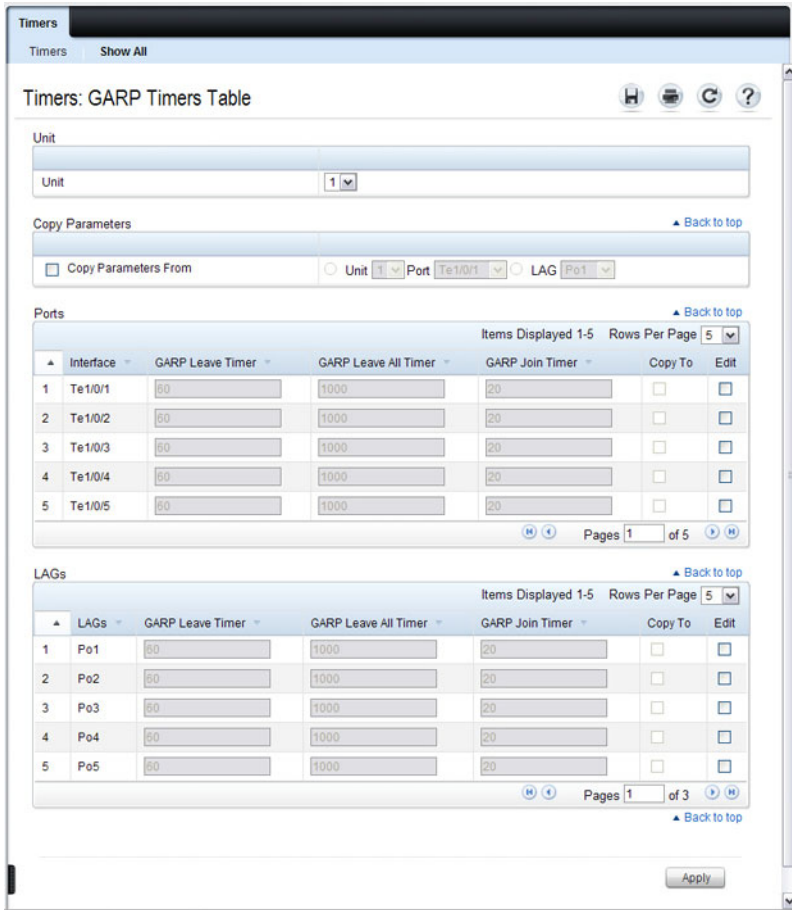 Timers
Timers Show All
Timers: GARP Timers Table
Unit
Unit 1
Copy Parameters Back to top
Copy Parameters From Unit 1 Port Te1/0/1 LAG Po1
Ports Back to top
Items Displayed 1-5 Rows Per Page 5
Interface GARP Leave Timer GARP Leave All Timer GARP Join Timer Copy To Edit
1 Te1/0/1 60 1000 20
2 Te1/0/2 60 1000 20
3 Te1/0/3 60 1000 20
4 Te1/0/4 60 1000 20
5 Te1/0/5 60 1000 20
Pages 1 of 5
LAGs Back to top
Items Displayed 1-5 Rows Per Page 5
LAGs GARP Leave Timer GARP Leave All Timer GARP Join Timer Copy To Edit
1 Po1 60 1000 20
2 Po2 60 1000 20
3 Po3 60 1000 20
4 Po4 60 1000 20
5 Po5 60 1000 20
Pages 1 of 3
Back to top
Apply